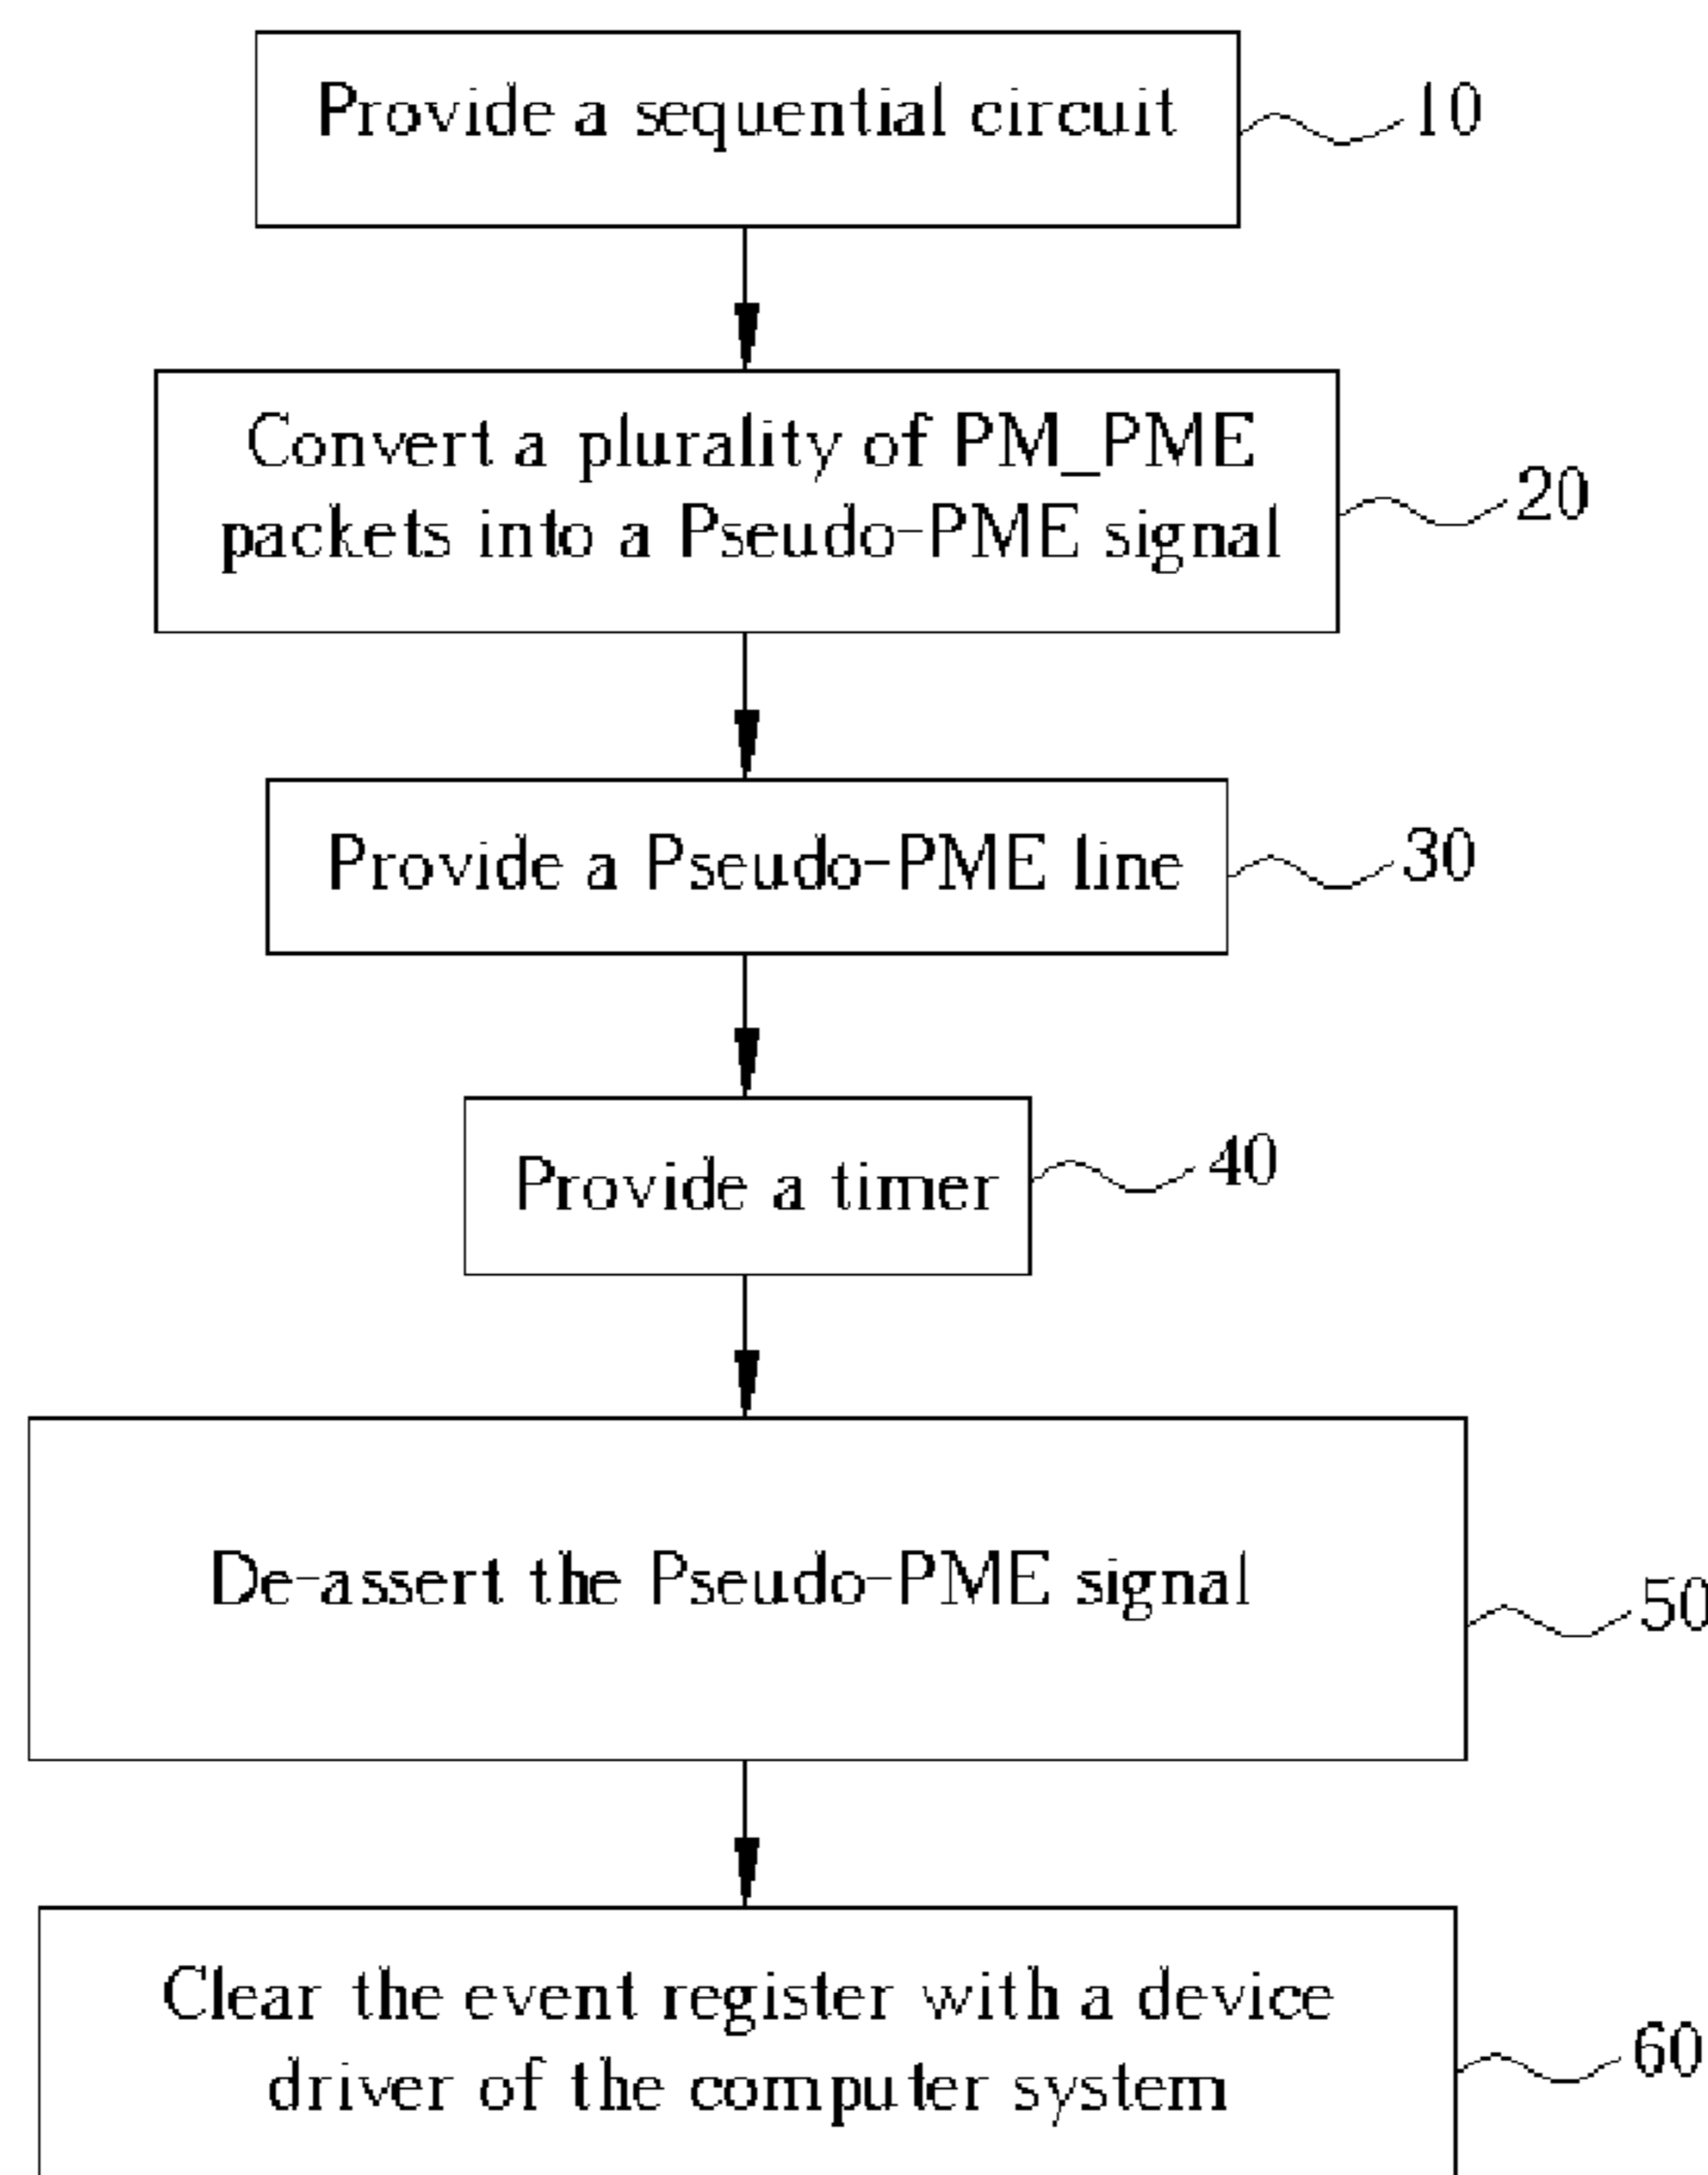 Provide a sequential circuit
10
Convert a plurality of PM_PME
packets into a Pseudo-PME signal
20
Provide a Pseudo-PME line
30
Provide a timer
40
De-assert the Pseudo-PME signal
50
Clear the event register with a device
driver of the computer system
60